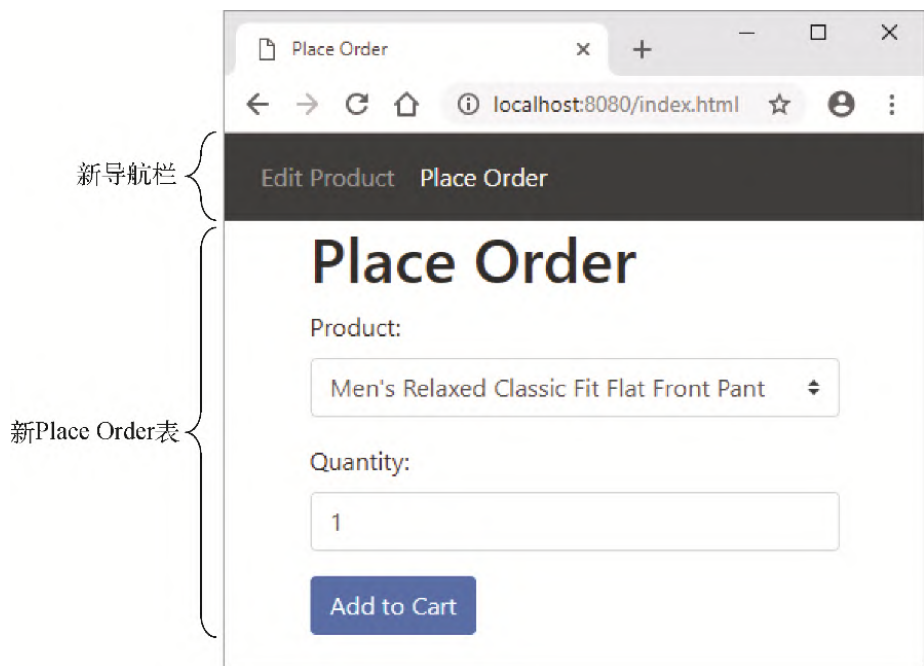 Place Order
localhost:8080/index.html
新导航栏
Edit Product Place Order
Place Order
Product:
Men's Relaxed Classic Fit Flat Front Pant
新Place Order表
Quantity:
1
Add to Cart